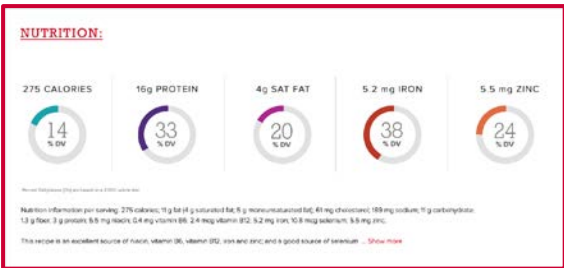 NUTRITION:
275 CALORIES 16g PROTEIN 4g SAT FAT 5.2 mg IRON 5.5 mg ZINC
14 33 20 38 24
% DV % DV % DV % DV % DV
Nutrition information per serving: 275 calories; 11 g fat (4 g saturated fat; 5 g monounsaturated fat); 61 mg cholesterol; 189 mg sodium; 11 g carbohydrate;
1.3 g fiber; 3 g protein; 5.5 mg niacin; 0.4 mg vitamin B6; 2.4 mcg vitamin B12; 5.2 mg iron; 10.8 mcg selenium; 5.5 mg zinc.
This recipe is an excellent source of niacin, vitamin B6, vitamin B12, iron and zinc; and a good source of selenium ... Show more